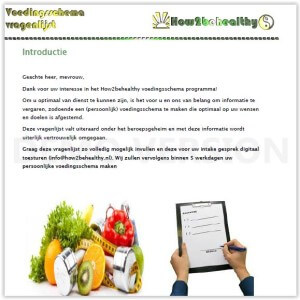 Voedingsschema
vragenlijst
How2behealthy
Introductie
Geachte heer, mevrouw,
Dank voor uw interesse in het How2behealthy voedingsschema programma!
Om u optimaal van dienst te kunnen zijn, is het voor u en ons van belang om informatie te
vergaren, zodoende een (persoonlijk) voedingsschema te maken die optimaal op uw wensen
en doelen is afgestemd.
Deze vragenlijst valt uiteraard onder het beroepsgeheim en met deze informatie wordt
uiterlijk vertrouwelijk omgegaan.
Graag deze vragenlijst zo volledig mogelijk invullen en deze voor uw intake gesprek digitaal
toesturen (info@how2behealthy.nl). Wij zullen vervolgens binnen 5 werkdagen uw
persoonlijke voedingsschema maken